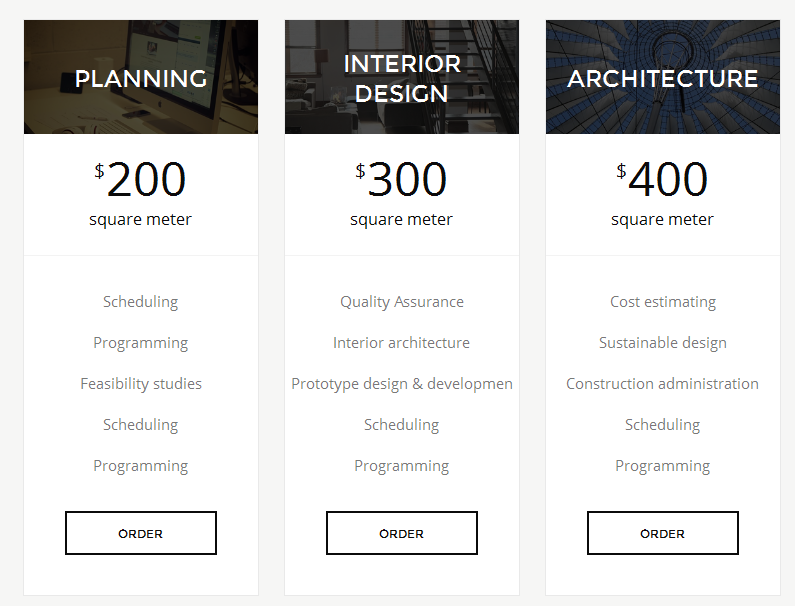 PLANNING
$200
square meter
Scheduling
Programming
Feasibility studies
Scheduling
Programming
ORDER
INTERIOR
DESIGN
$300
square meter
Quality Assurance
Interior architecture
Prototype design & developmen
Scheduling
Programming
ORDER
ARCHITECTURE
$400
square meter
Cost estimating
Sustainable design
Construction administration
Scheduling
Programming
ORDER